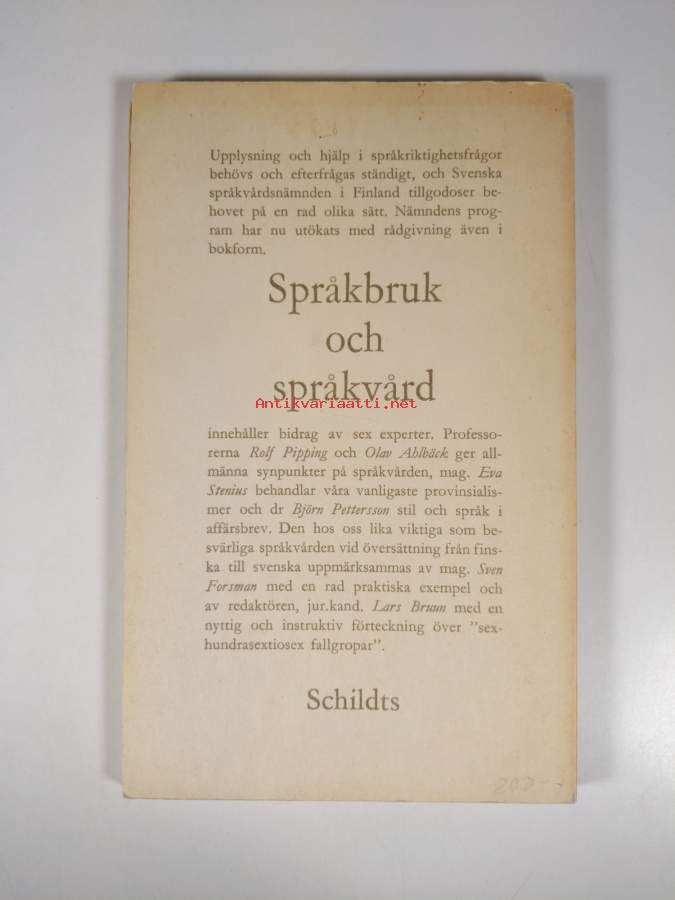 Upplysning och hjälp i språkriktighetsfrågor
behövs och efterfrågas ständigt, och Svenska
språkvårdsnämnden i Finland tillgodoser be-
hovet på en rad olika sätt. Nämndens prog-
ram har nu utökats med rådgivning även i
bokform.
Språkbruk
och
språkvård
Antikvariaatti.net
innehåller bidrag av sex experter. Professo-
rerna Rolf Pipping och Olav Ahlbäck ger all-
männa synpunkter på språkvården, mag. Eva
Stenius behandlar våra vanligaste provinsialis-
mer och dr Björn Pettersson stil och språk i
affärsbrev. Den hos oss lika viktiga som be-
svärliga språkvården vid översättning från fins-
ka till svenska uppmärksammas av mag. Sven
Forsman med en rad praktiska exempel och
av redaktören, jur.kand. Lars Bruun med en
nyttig och instruktiv förteckning över "sex-
hundrasextiosex fallgropar".
Schildts